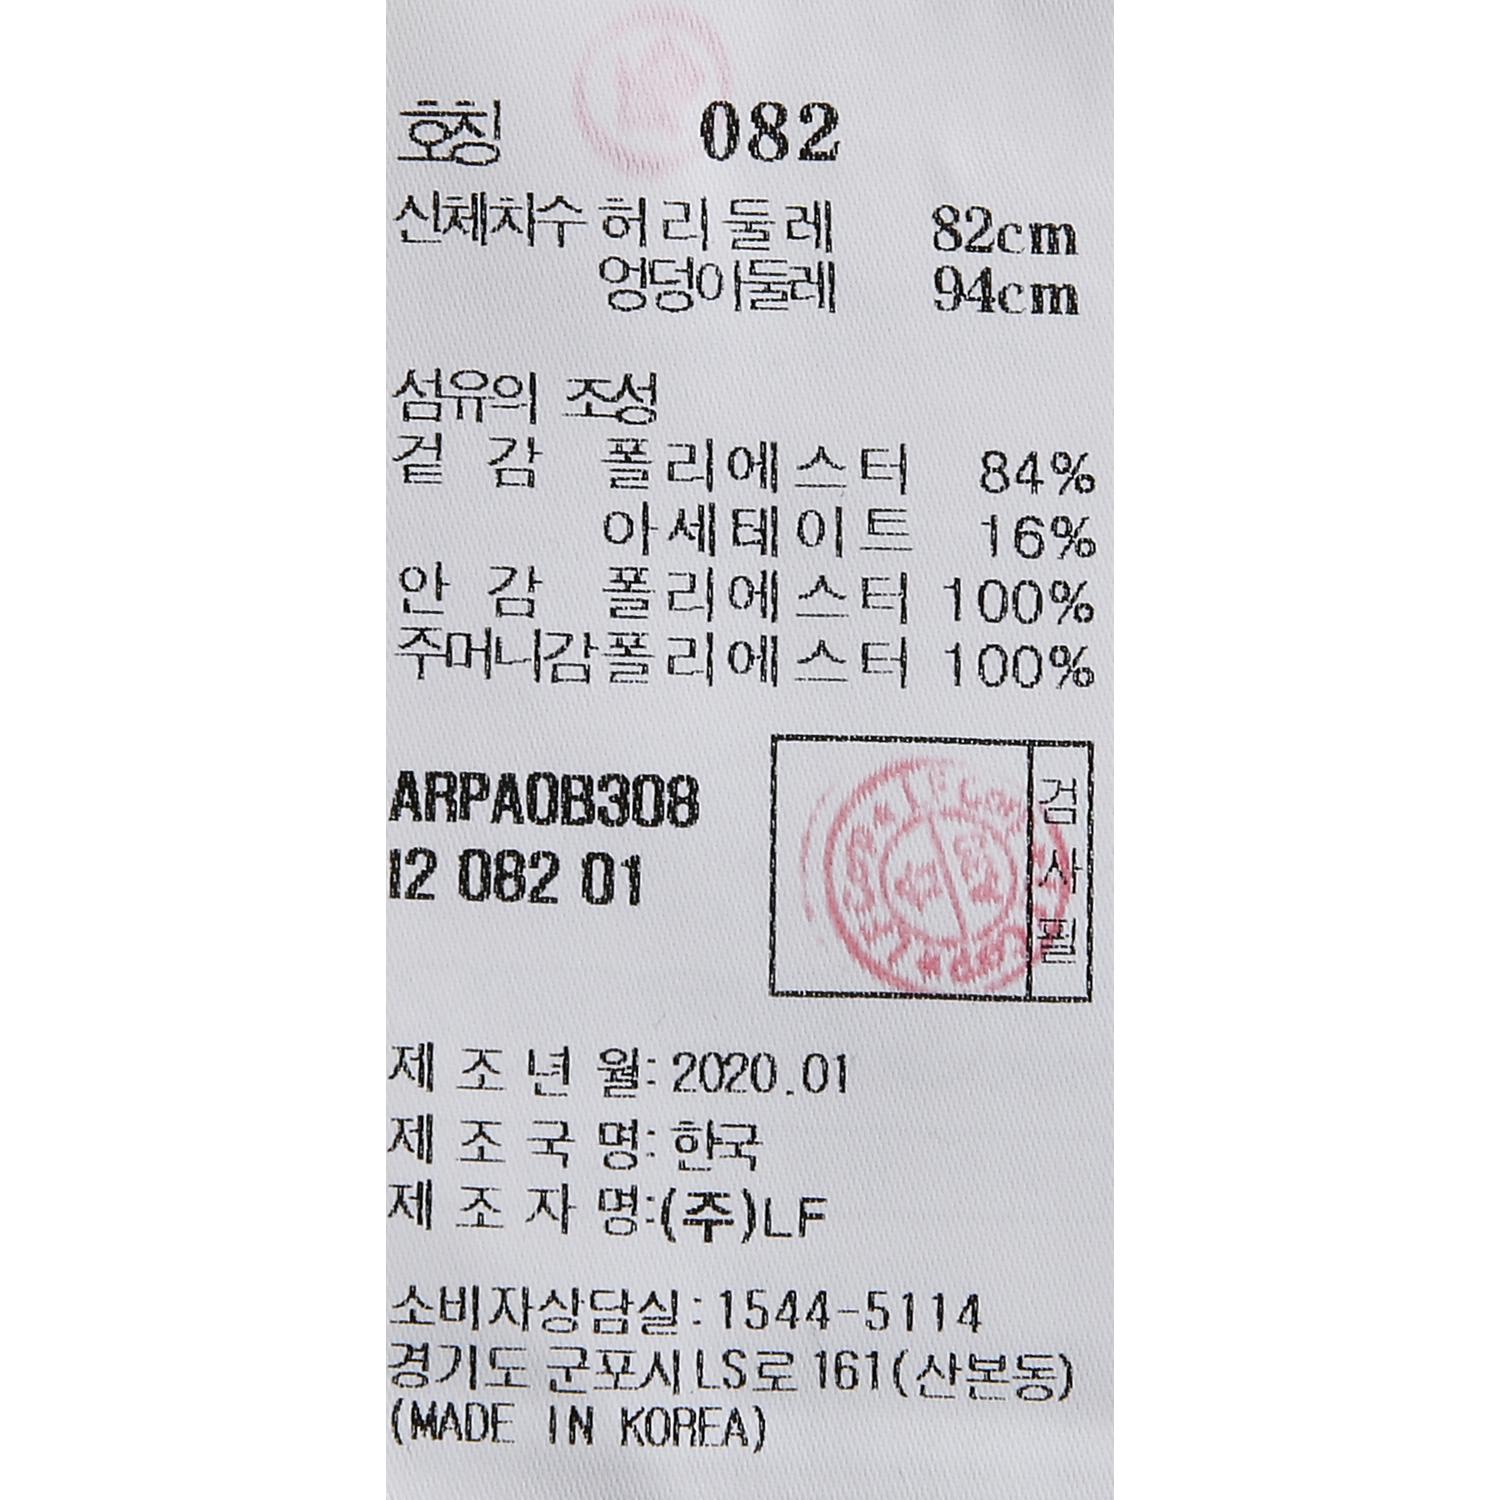 호칭 082
신체치수 허리둘레 82cm
엉덩이둘레 94cm
섬유의 조성
겉감 폴리에스터 84%
아세테이트 16%
안감 폴리에스터 100%
주머니감 폴리에스터 100%
ARPA0B308
I2 082 01
검사필
제조년월: 2020.01
제조국명: 한국
제조자명:(주)LF
소비자상담실: 1544-5114
경기도 군포시 LS로 161(산본동)
(MADE IN KOREA)